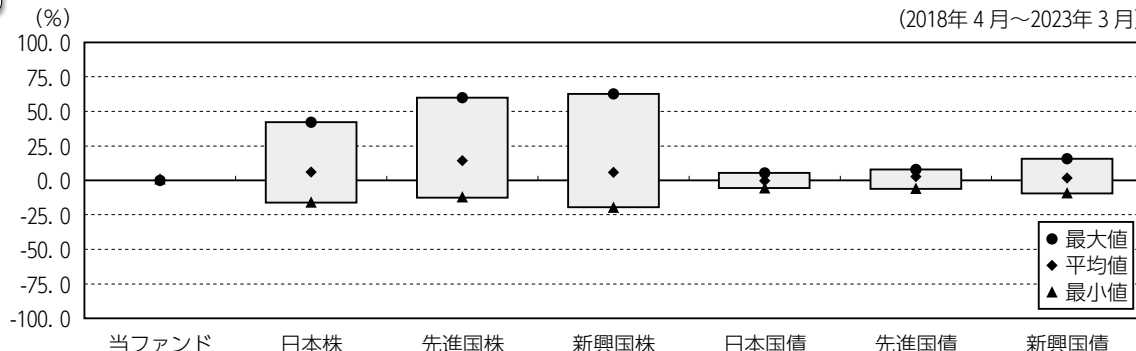 (%)
(2018年4月～2023年3月)
100.0
75.0
50.0
25.0
0.0
-25.0
-50.0
-75.0
-100.0
● 最大値
◆ 平均値
▲ 最小値
当ファンド 日本株 先進国株 新興国株 日本国債 先進国債 新興国債